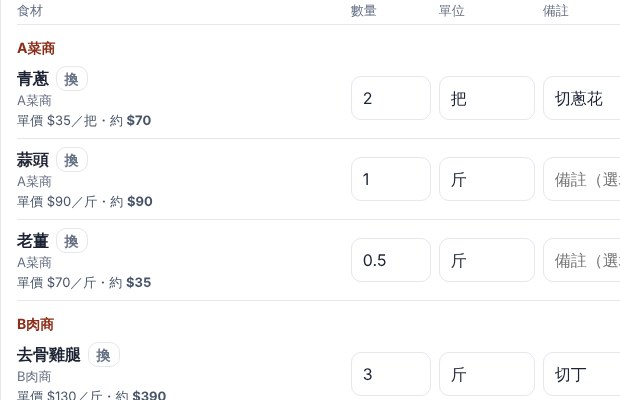 食材 數量 單位 備註
A菜商
青蔥 換
A菜商
單價 $35／把・約 $70
2 把 切蔥花
蒜頭 換
A菜商
單價 $90／斤・約 $90
1 斤 備註（選
老薑 換
A菜商
單價 $70／斤・約 $35
0.5 斤 備註（選
B肉商
去骨雞腿 換
B肉商
單價 $130／斤・約 $390
3 斤 切丁